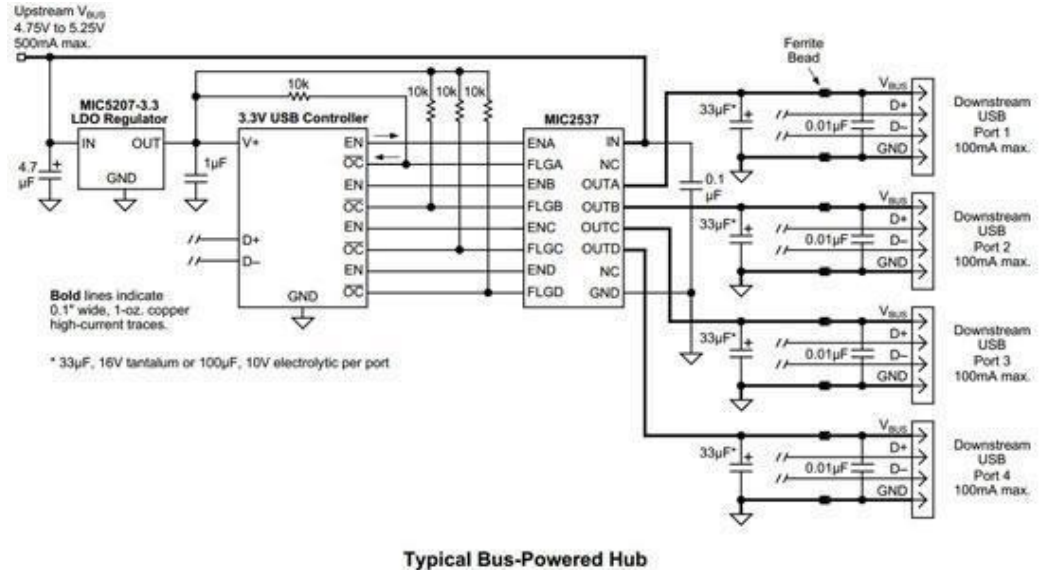 Upstream VBUS
4.75V to 5.25V
500mA max.
MIC5207-3.3
LDO Regulator
IN OUT
GND
4.7
µF
1µF
10k
10k 10k 10k
3.3V USB Controller
V+
EN
OC
EN
OC
EN
OC
EN
OC
D+
D–
GND
MIC2537
ENA IN
FLGA NC
ENB OUTA
FLGB OUTB
ENC OUTC
FLGC OUTD
END NC
FLGD GND
0.1
µF
Ferrite
Bead
33µF*
0.01µF
VBUS
D+
D–
GND
Downstream
USB
Port 1
100mA max.
33µF*
0.01µF
VBUS
D+
D–
GND
Downstream
USB
Port 2
100mA max.
33µF*
0.01µF
VBUS
D+
D–
GND
Downstream
USB
Port 3
100mA max.
33µF*
0.01µF
VBUS
D+
D–
GND
Downstream
USB
Port 4
100mA max.
Bold lines indicate
0.1" wide, 1-oz. copper
high-current traces.
* 33µF, 16V tantalum or 100µF, 10V electrolytic per port
Typical Bus-Powered Hub